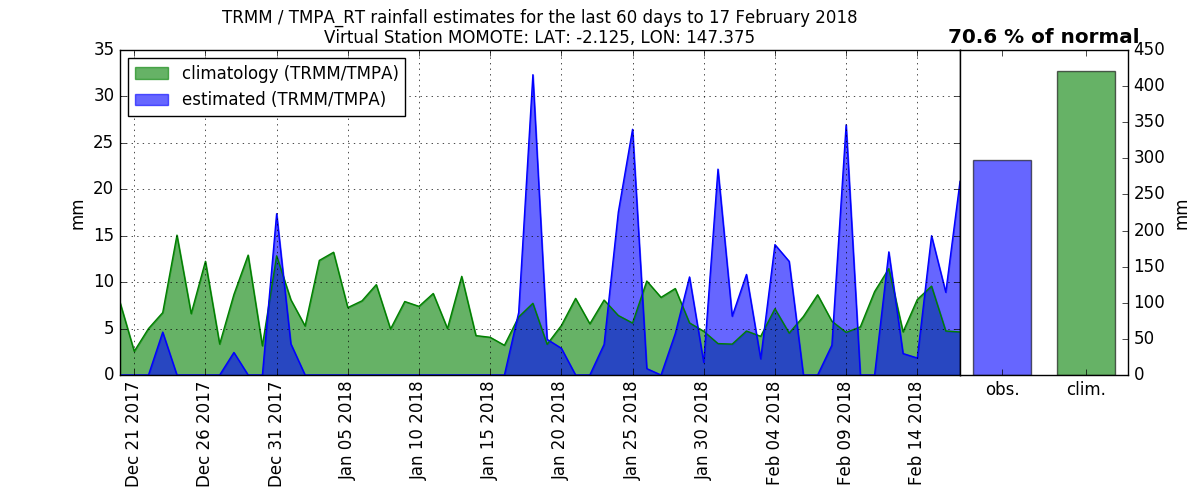 TRMM / TMPA_RT rainfall estimates for the last 60 days to 17 February 2018
Virtual Station MOMOTE: LAT: -2.125, LON: 147.375
70.6 % of normal
climatology (TRMM/TMPA)
estimated (TRMM/TMPA)
35
30
25
20
15
10
5
0
mm
Dec 21 2017
Dec 26 2017
Dec 31 2017
Jan 05 2018
Jan 10 2018
Jan 15 2018
Jan 20 2018
Jan 25 2018
Jan 30 2018
Feb 04 2018
Feb 09 2018
Feb 14 2018
obs.
clim.
450
400
350
300
250
200
150
100
50
0
mm